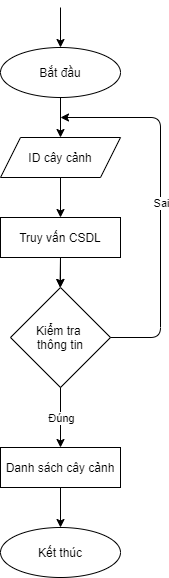 Bắt đầu
ID cây cảnh
Sai
Truy vấn CSDL
Kiểm tra
thông tin
Đúng
Danh sách cây cảnh
Kết thúc